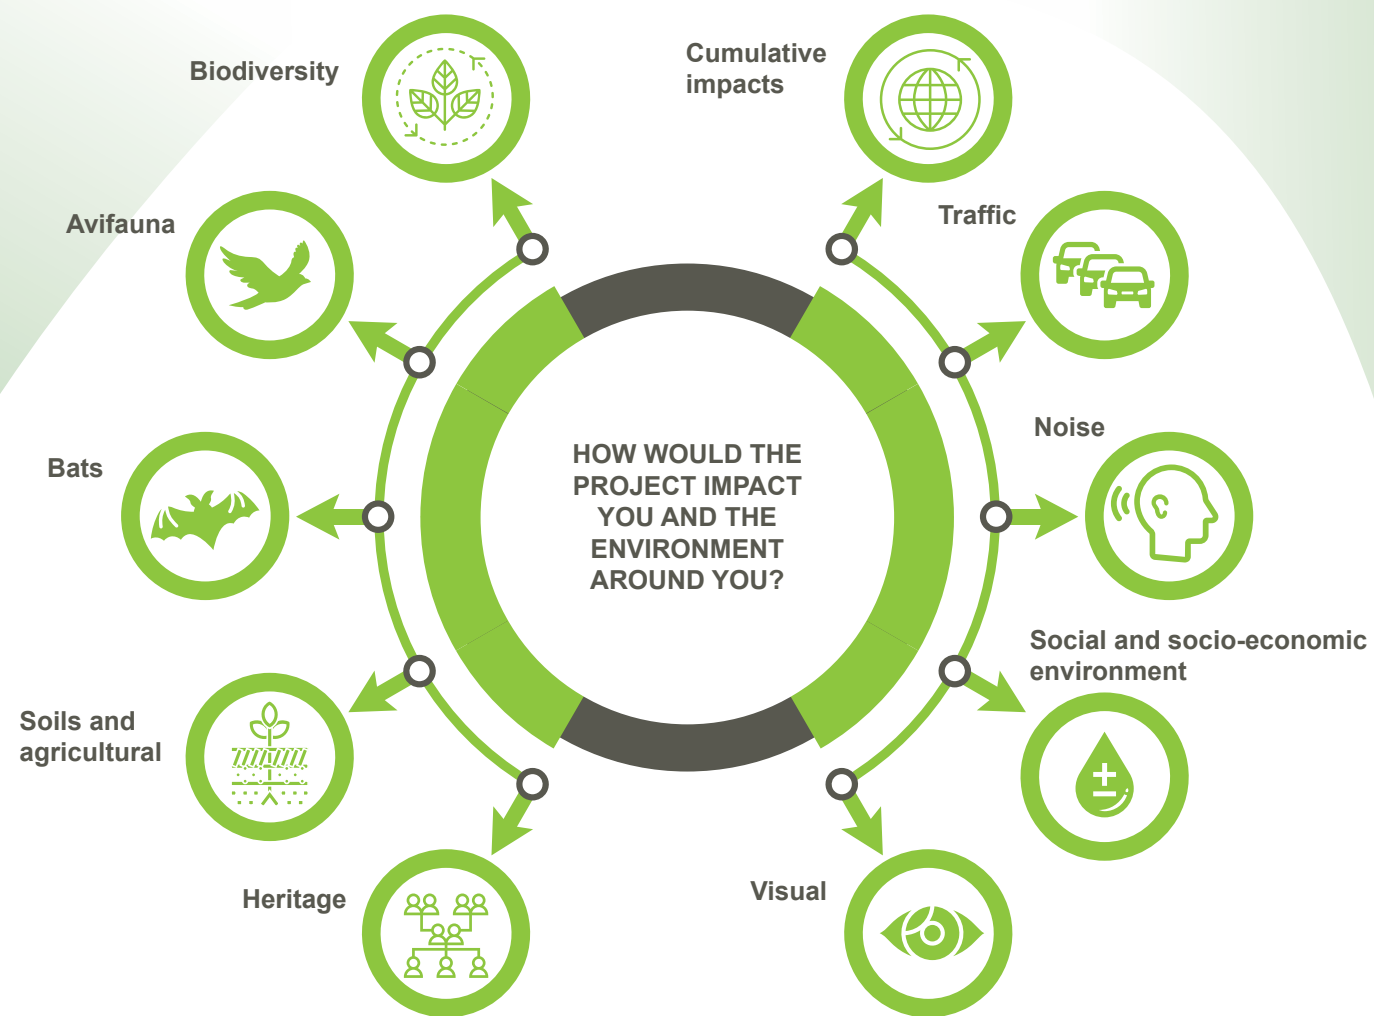 Biodiversity
Cumulative
impacts
Avifauna
Traffic
Bats
Noise
HOW WOULD THE
PROJECT IMPACT
YOU AND THE
ENVIRONMENT
AROUND YOU?
Soils and
agricultural
Social and socio-economic
environment
Heritage
Visual